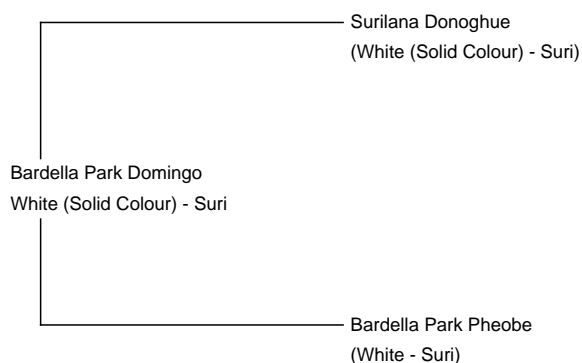 Surilana Donoghue
(White (Solid Colour) - Suri)
Bardella Park Domingo
White (Solid Colour) - Suri
Bardella Park Pheobe
(White - Suri)